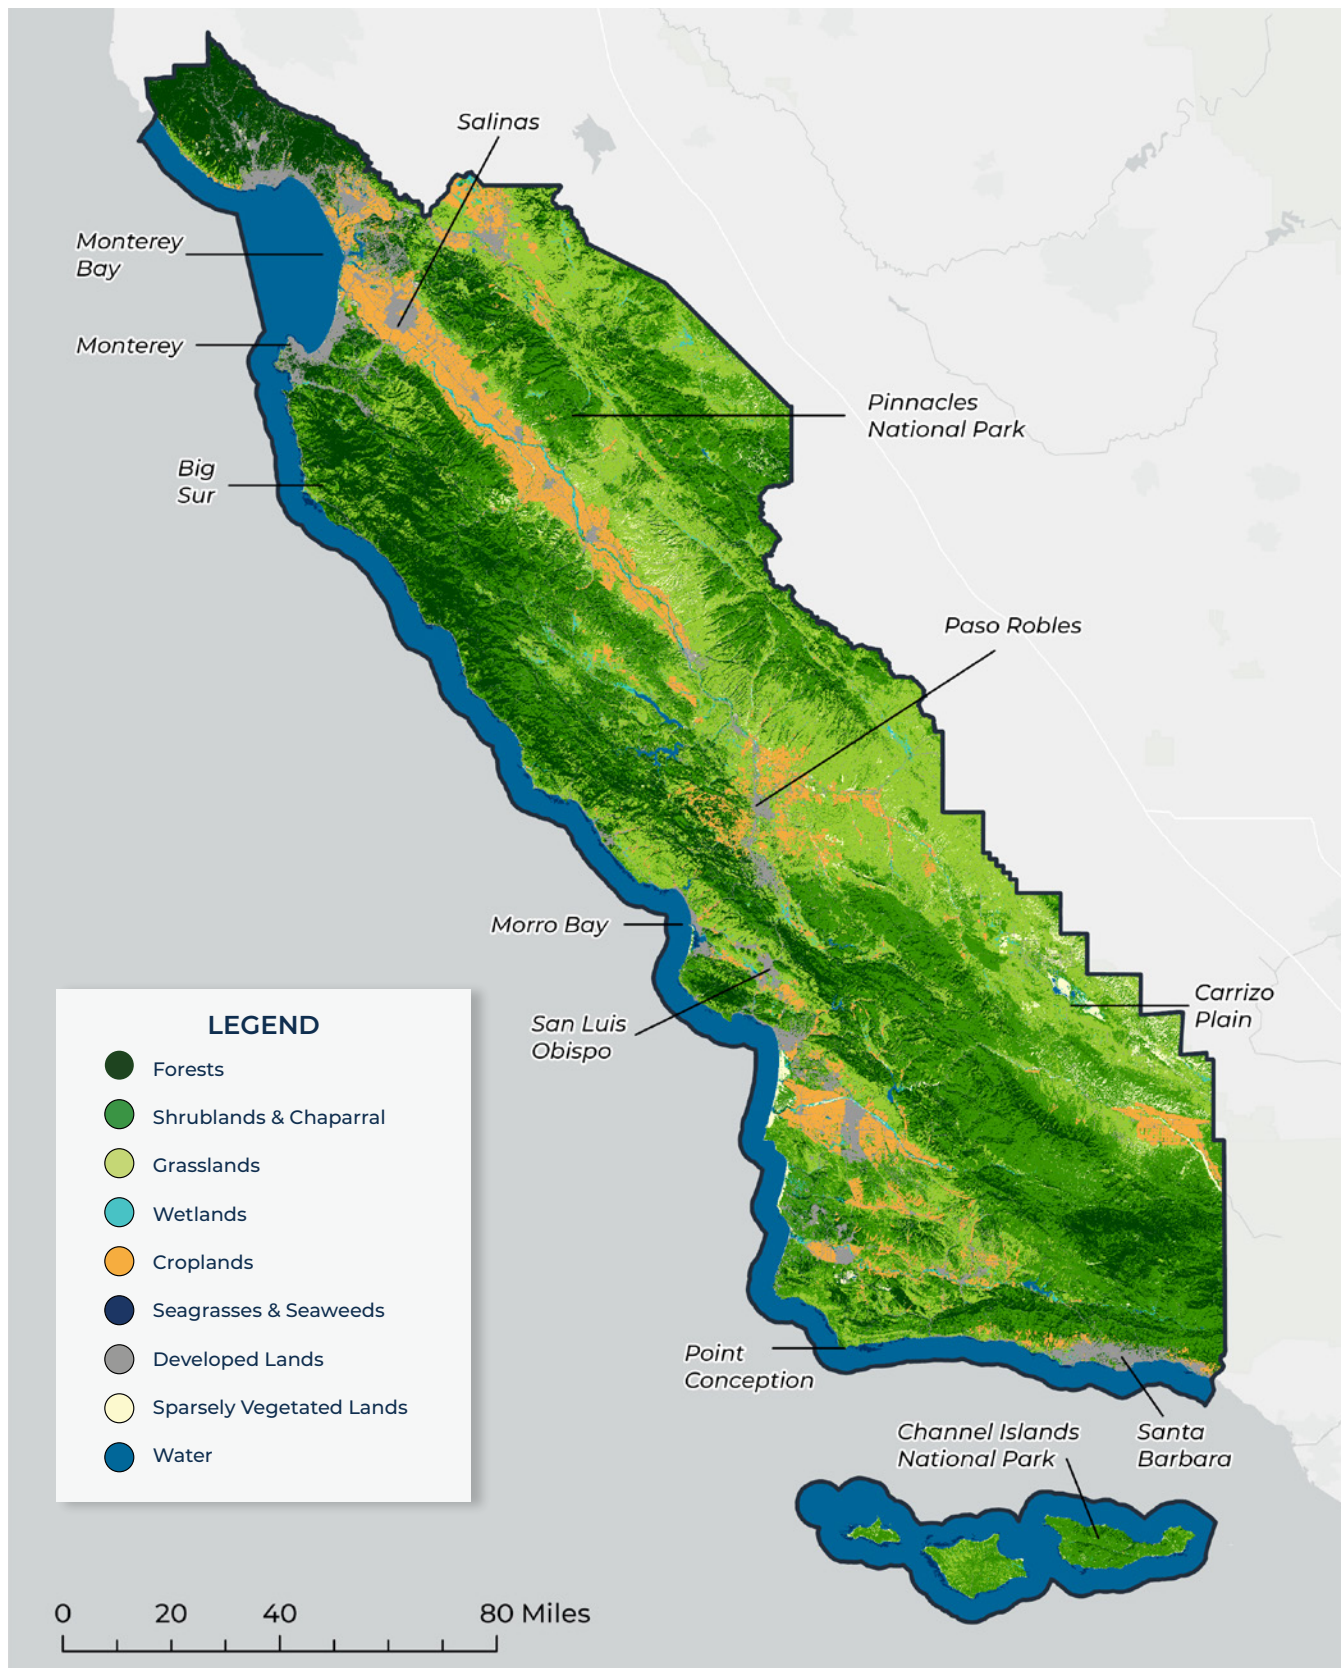 Salinas
Monterey
Bay
Monterey
Pinnacles
National Park
Big
Sur
Paso Robles
Morro Bay
Carrizo
Plain
San Luis
Obispo
LEGEND
Forests
Shrublands & Chaparral
Grasslands
Wetlands
Croplands
Seagrasses & Seaweeds
Developed Lands
Sparsely Vegetated Lands
Water
Point
Conception
Channel Islands
National Park
Santa
Barbara
0 20 40 80 Miles